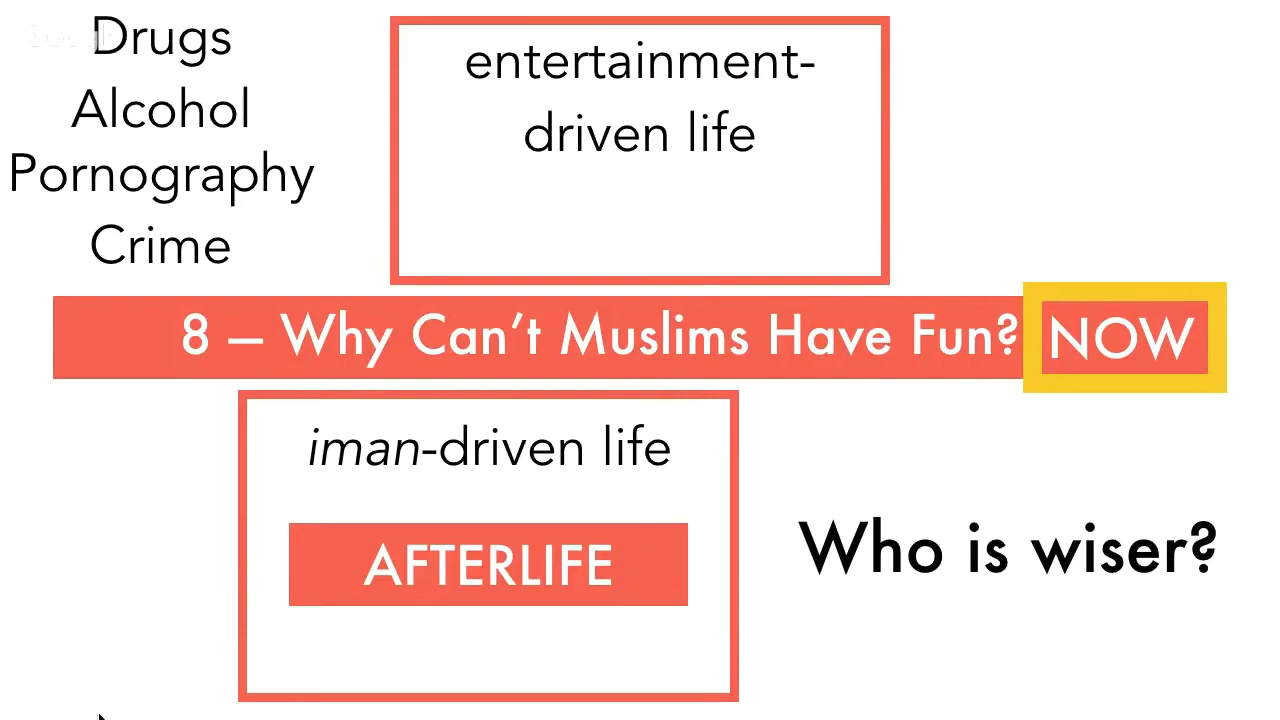 Drugs
Alcohol
Pornography
Crime
entertainment-
driven life
8 – Why Can’t Muslims Have Fun?
NOW
iman-driven life
AFTERLIFE
Who is wiser?